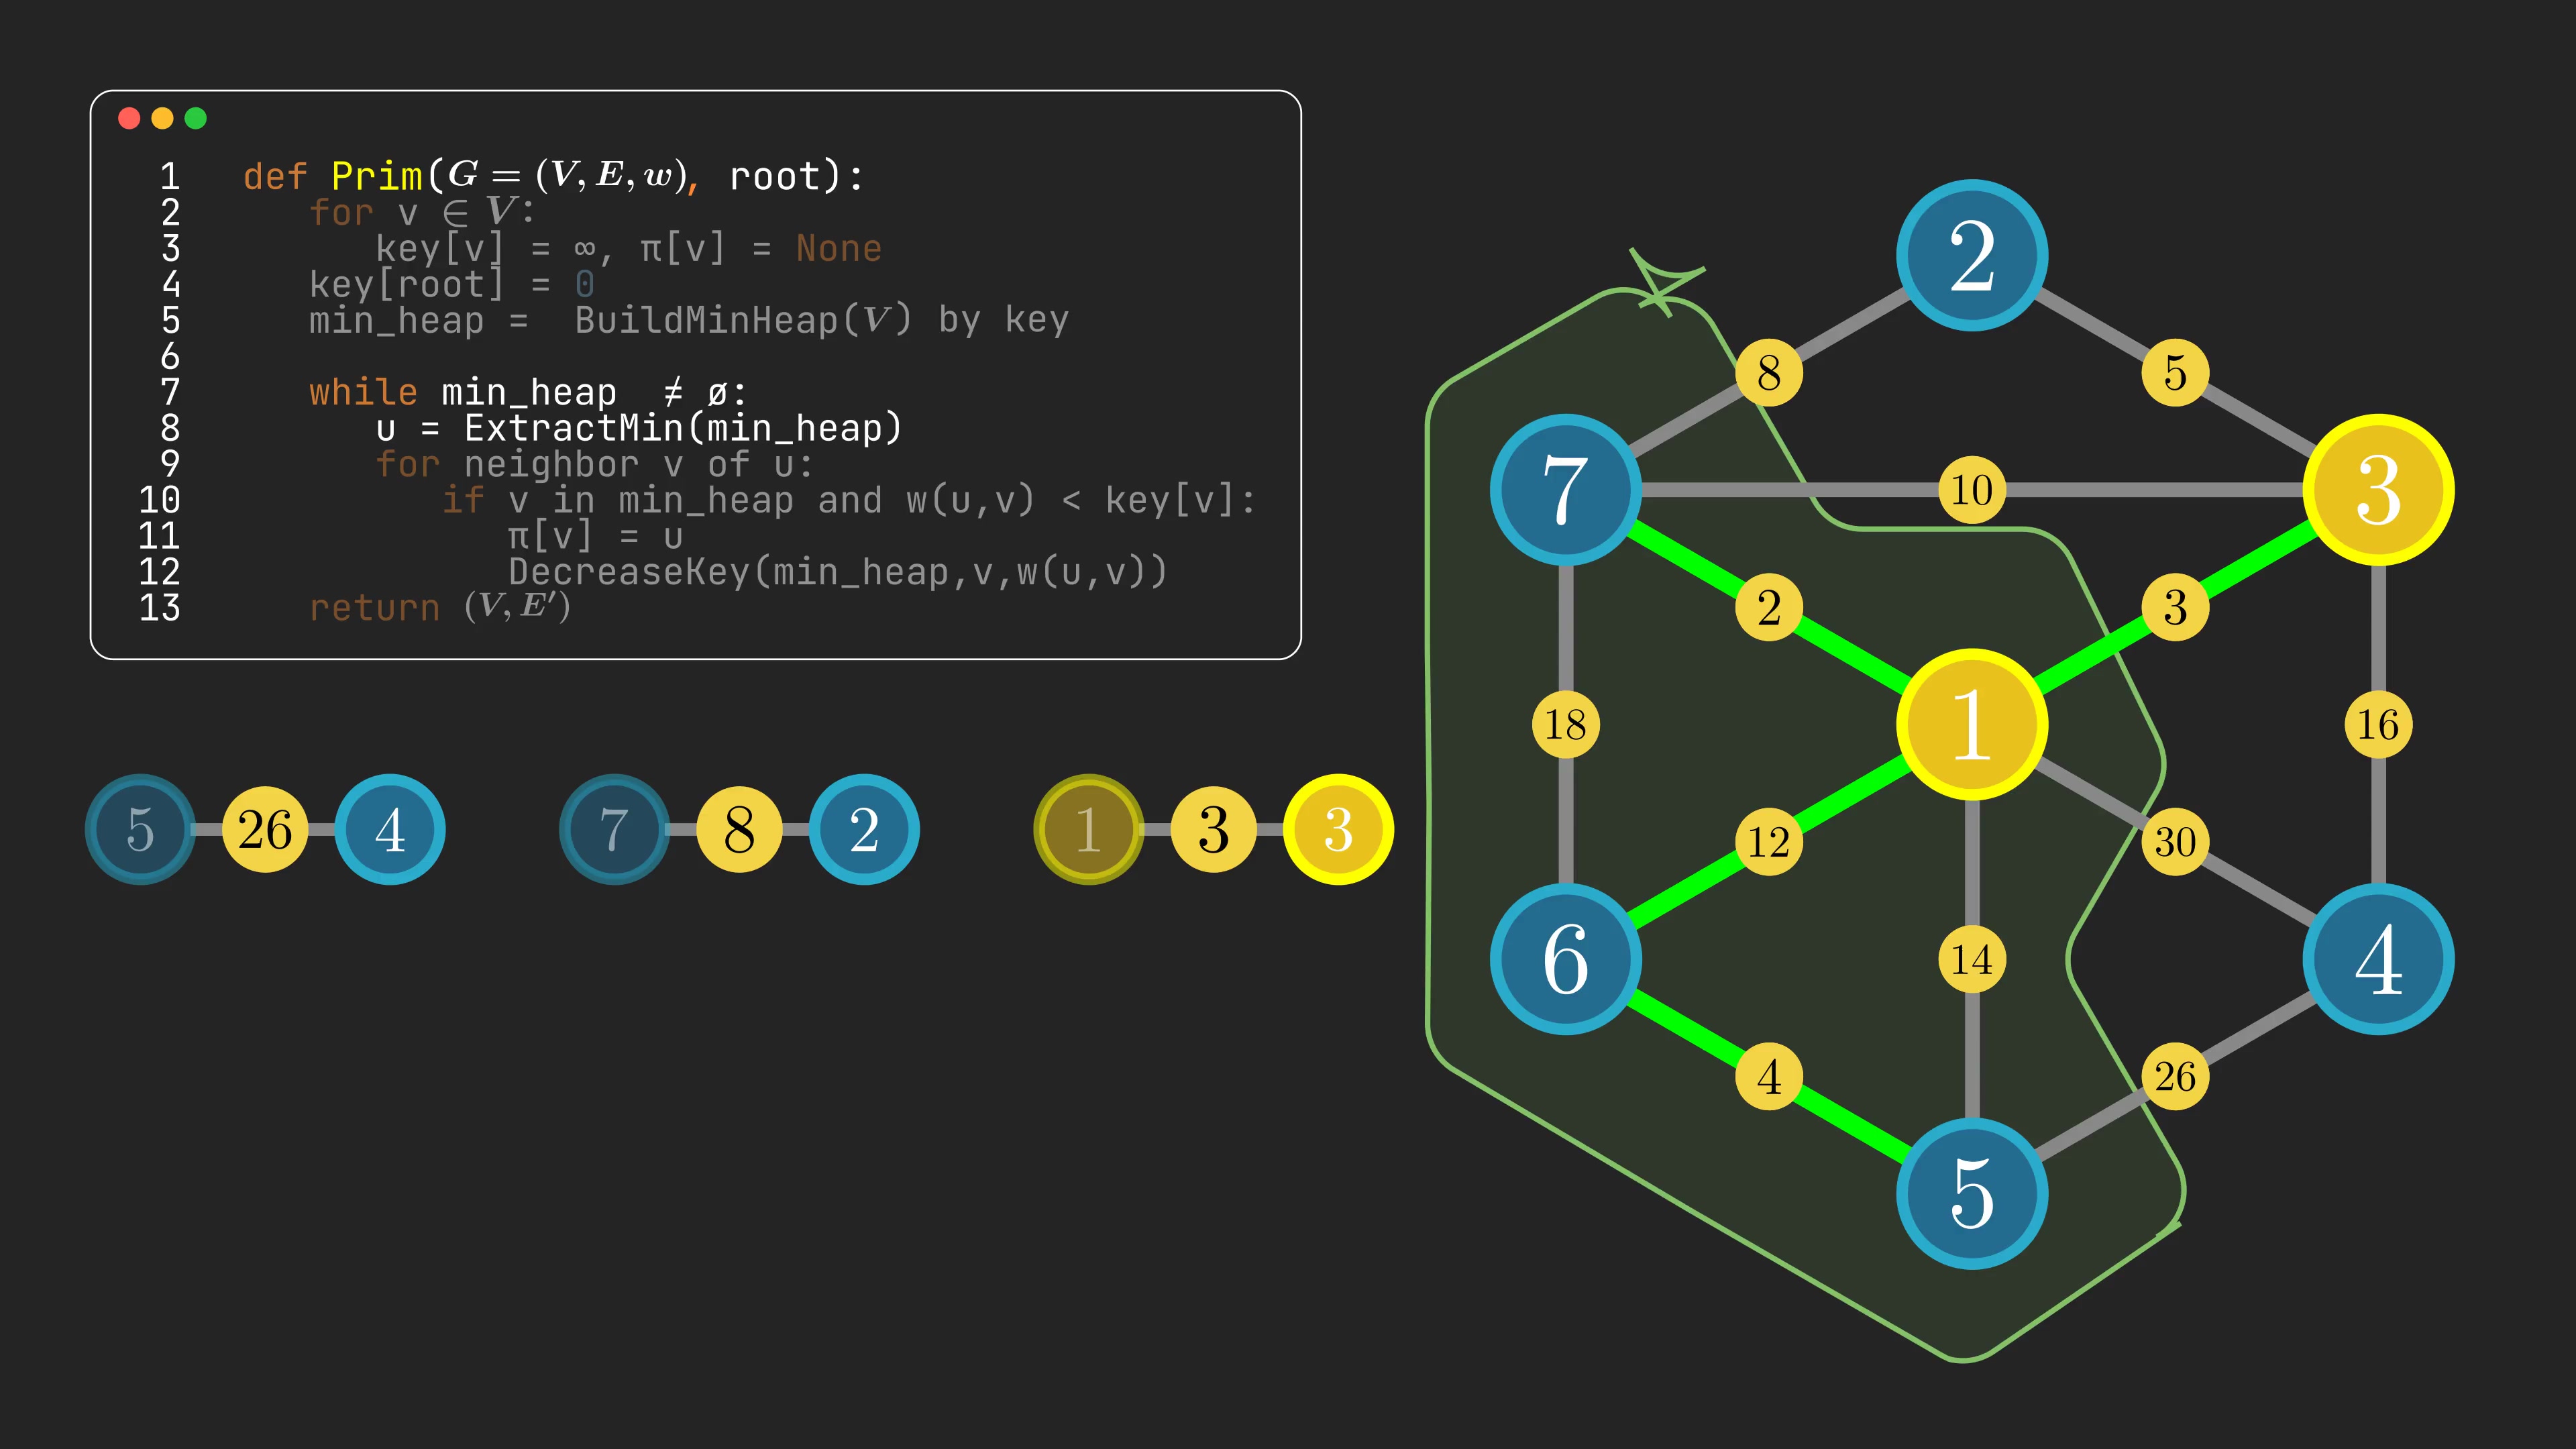 1 def Prim(G = (V, E, w), root):
2 for v ∈ V:
3 key[v] = ∞, π[v] = None
4 key[root] = 0
5 min_heap = BuildMinHeap(V) by key
6
7 while min_heap ≠ ø:
8 u = ExtractMin(min_heap)
9 for neighbor v of u:
10 if v in min_heap and w(u,v) < key[v]:
11 π[v] = u
12 DecreaseKey(min_heap,v,w(u,v))
13 return (V, E′)
5 26 4
7 8 2
1 3 3
2
8 5
7 10 3
2 3
18 1 16
12 30
6 14 4
4 26
5